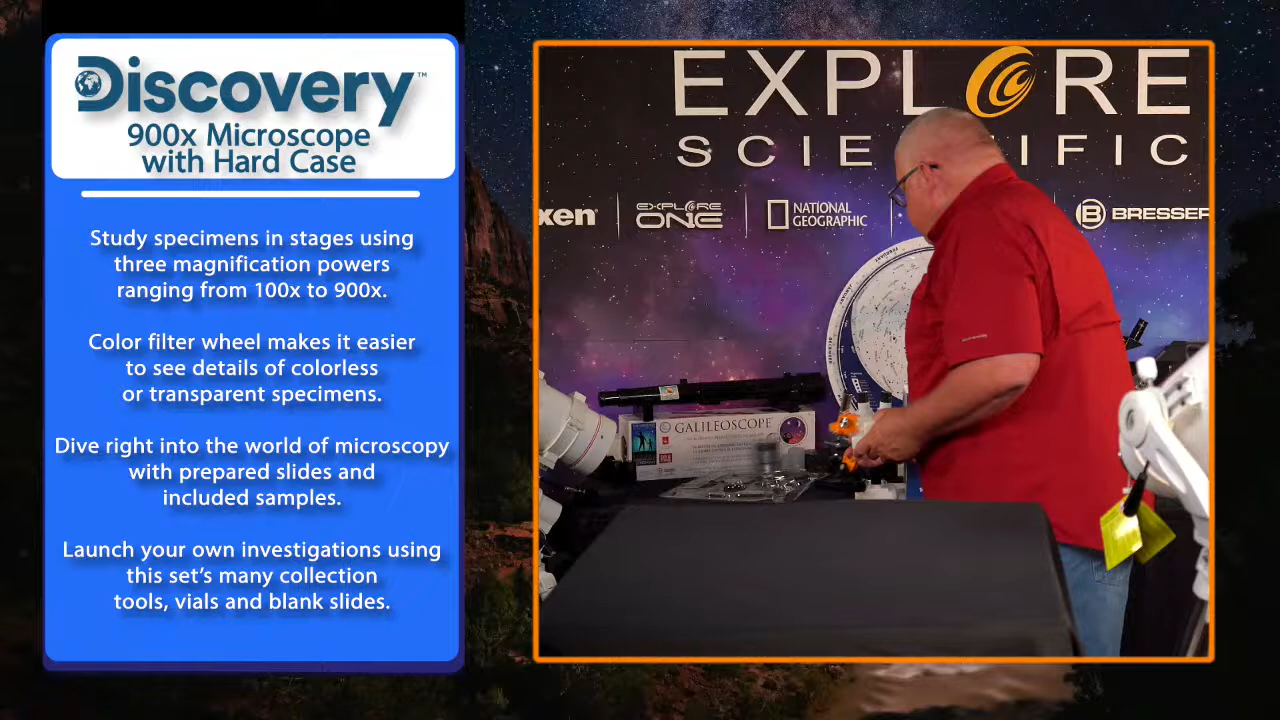 Discovery™
900x Microscope
with Hard Case
Study specimens in stages using
three magnification powers
ranging from 100x to 900x.
Color filter wheel makes it easier
to see details of colorless
or transparent specimens.
Dive right into the world of microscopy
with prepared slides and
included samples.
Launch your own investigations using
this set's many collection
tools, vials and blank slides.
EXPLORE
SCIE IFIC
xen®
EXPLORE
ONE
NATIONAL
GEOGRAPHIC
B BRESSER
GALILEOSCOPE